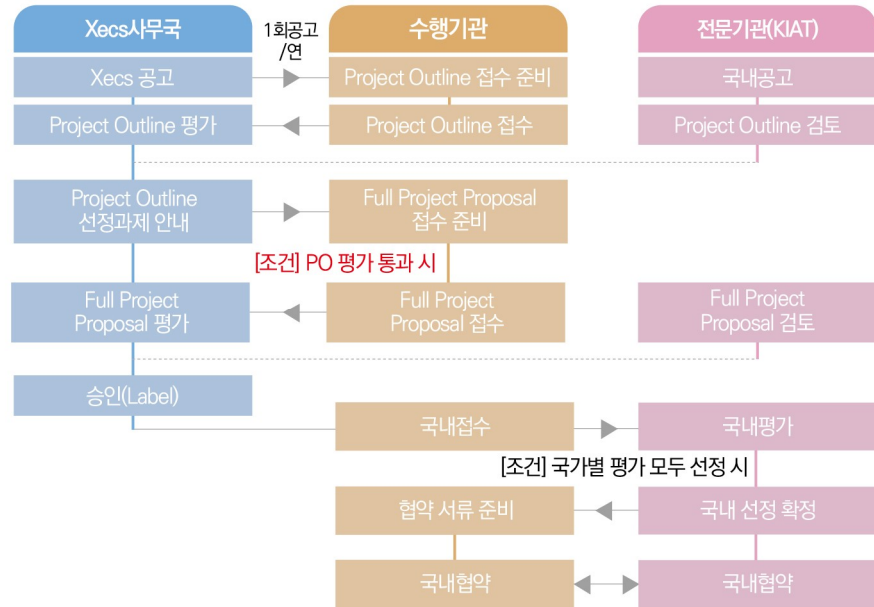 Xecs사무국
1회공고
/연
수행기관
전문기관(KIAT)
Xecs 공고
Project Outline 접수 준비
국내공고
Project Outline 평가
Project Outline 접수
Project Outline 검토
Project Outline
선정과제 안내
Full Project Proposal
접수 준비
[조건] PO 평가 통과 시
Full Project
Proposal 평가
Full Project
Proposal 접수
Full Project
Proposal 검토
승인(Label)
국내접수
국내평가
[조건] 국가별 평가 모두 선정 시
협약 서류 준비
국내 선정 확정
국내협약
국내협약